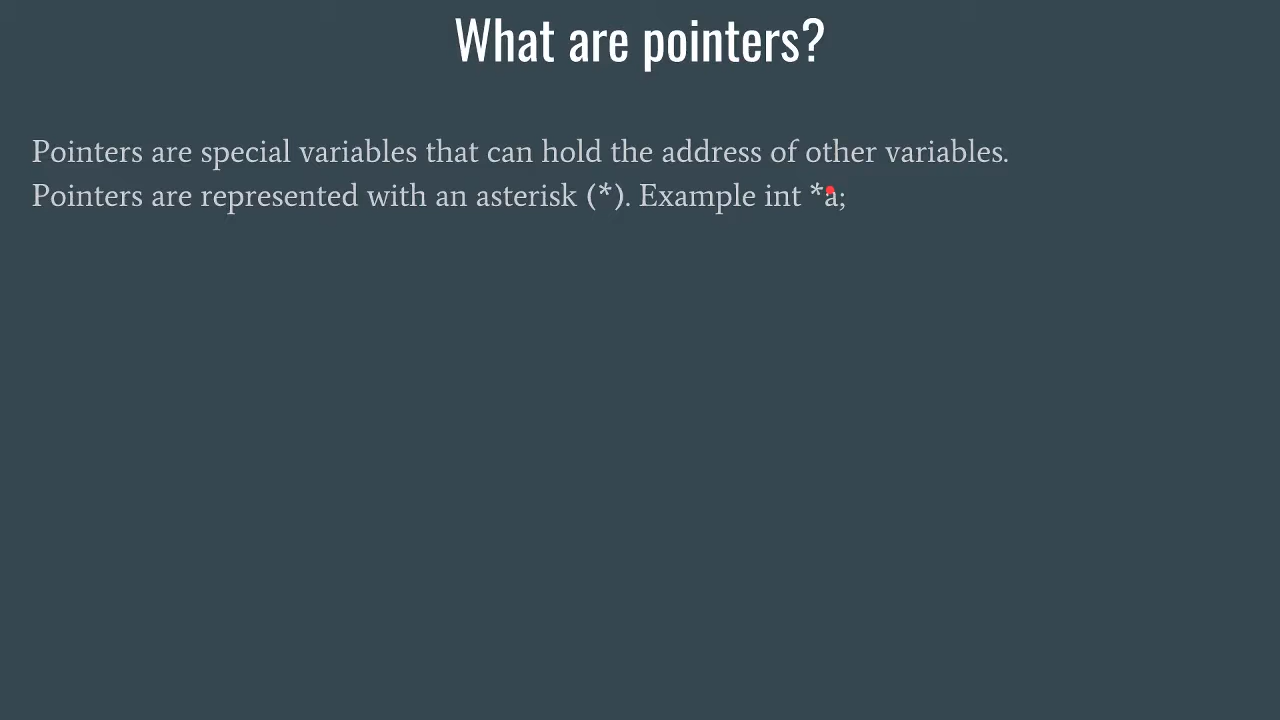 What are pointers?
Pointers are special variables that can hold the address of other variables.
Pointers are represented with an asterisk (*). Example int *a;